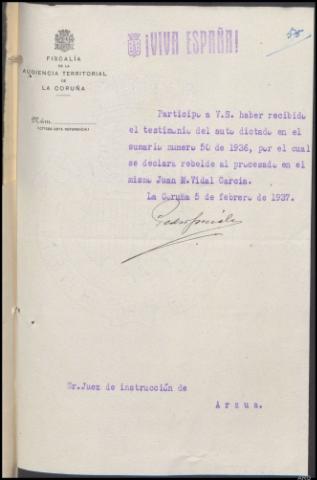 ¡VIVA ESPAÑA!
58
FISCALÍA
DE LA
AUDIENCIA TERRITORIAL
DE
LA CORUÑA
Núm.
(CÍTESE ESTA REFERENCIA)
Participo a V.S. haber recibido
el testimonio del auto dictado en el
sumario numero 50 de 1936, por el cual
se declara rebelde al procesado en el
mismo Juan M.Vidal Garcia.
La Coruña 5 de febrero de 1937.
Sr.Juez de instrucción de
Arzua.